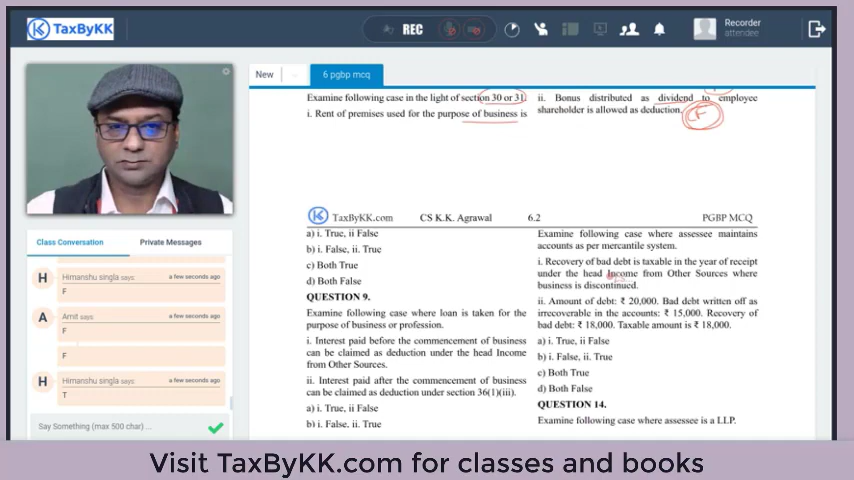 TaxByKK
REC
Recorder
attendee
New
6 pgbp mcq
Examine following case in the light of section 30 or 31.
i. Rent of premises used for the purpose of business is
ii. Bonus distributed as dividend to employee
shareholder is allowed as deduction.
F
TaxByKK.com CS K.K. Agrawal 6.2 PGBP MCQ
Class Conversation
Private Messages
H
Himanshu singla says: a few seconds ago
F
A
Amit says: a few seconds ago
F
F
H
Himanshu singla says: a few seconds ago
T
Say Something (max 500 char) ...
a) i. True, ii False
b) i. False, ii. True
c) Both True
d) Both False
QUESTION 9.
Examine following case where loan is taken for the
purpose of business or profession.
i. Interest paid before the commencement of business
can be claimed as deduction under the head Income
from Other Sources.
ii. Interest paid after the commencement of business
can be claimed as deduction under section 36(1)(iii).
a) i. True, ii False
b) i. False, ii. True
Examine following case where assessee maintains
accounts as per mercantile system.
i. Recovery of bad debt is taxable in the year of receipt
under the head Income from Other Sources where
business is discontinued.
ii. Amount of debt: ₹ 20,000. Bad debt written off as
irrecoverable in the accounts: ₹ 15,000. Recovery of
bad debt: ₹ 18,000. Taxable amount is ₹ 18,000.
a) i. True, ii False
b) i. False, ii. True
c) Both True
d) Both False
QUESTION 14.
Examine following case where assessee is a LLP.
Visit TaxByKK.com for classes and books